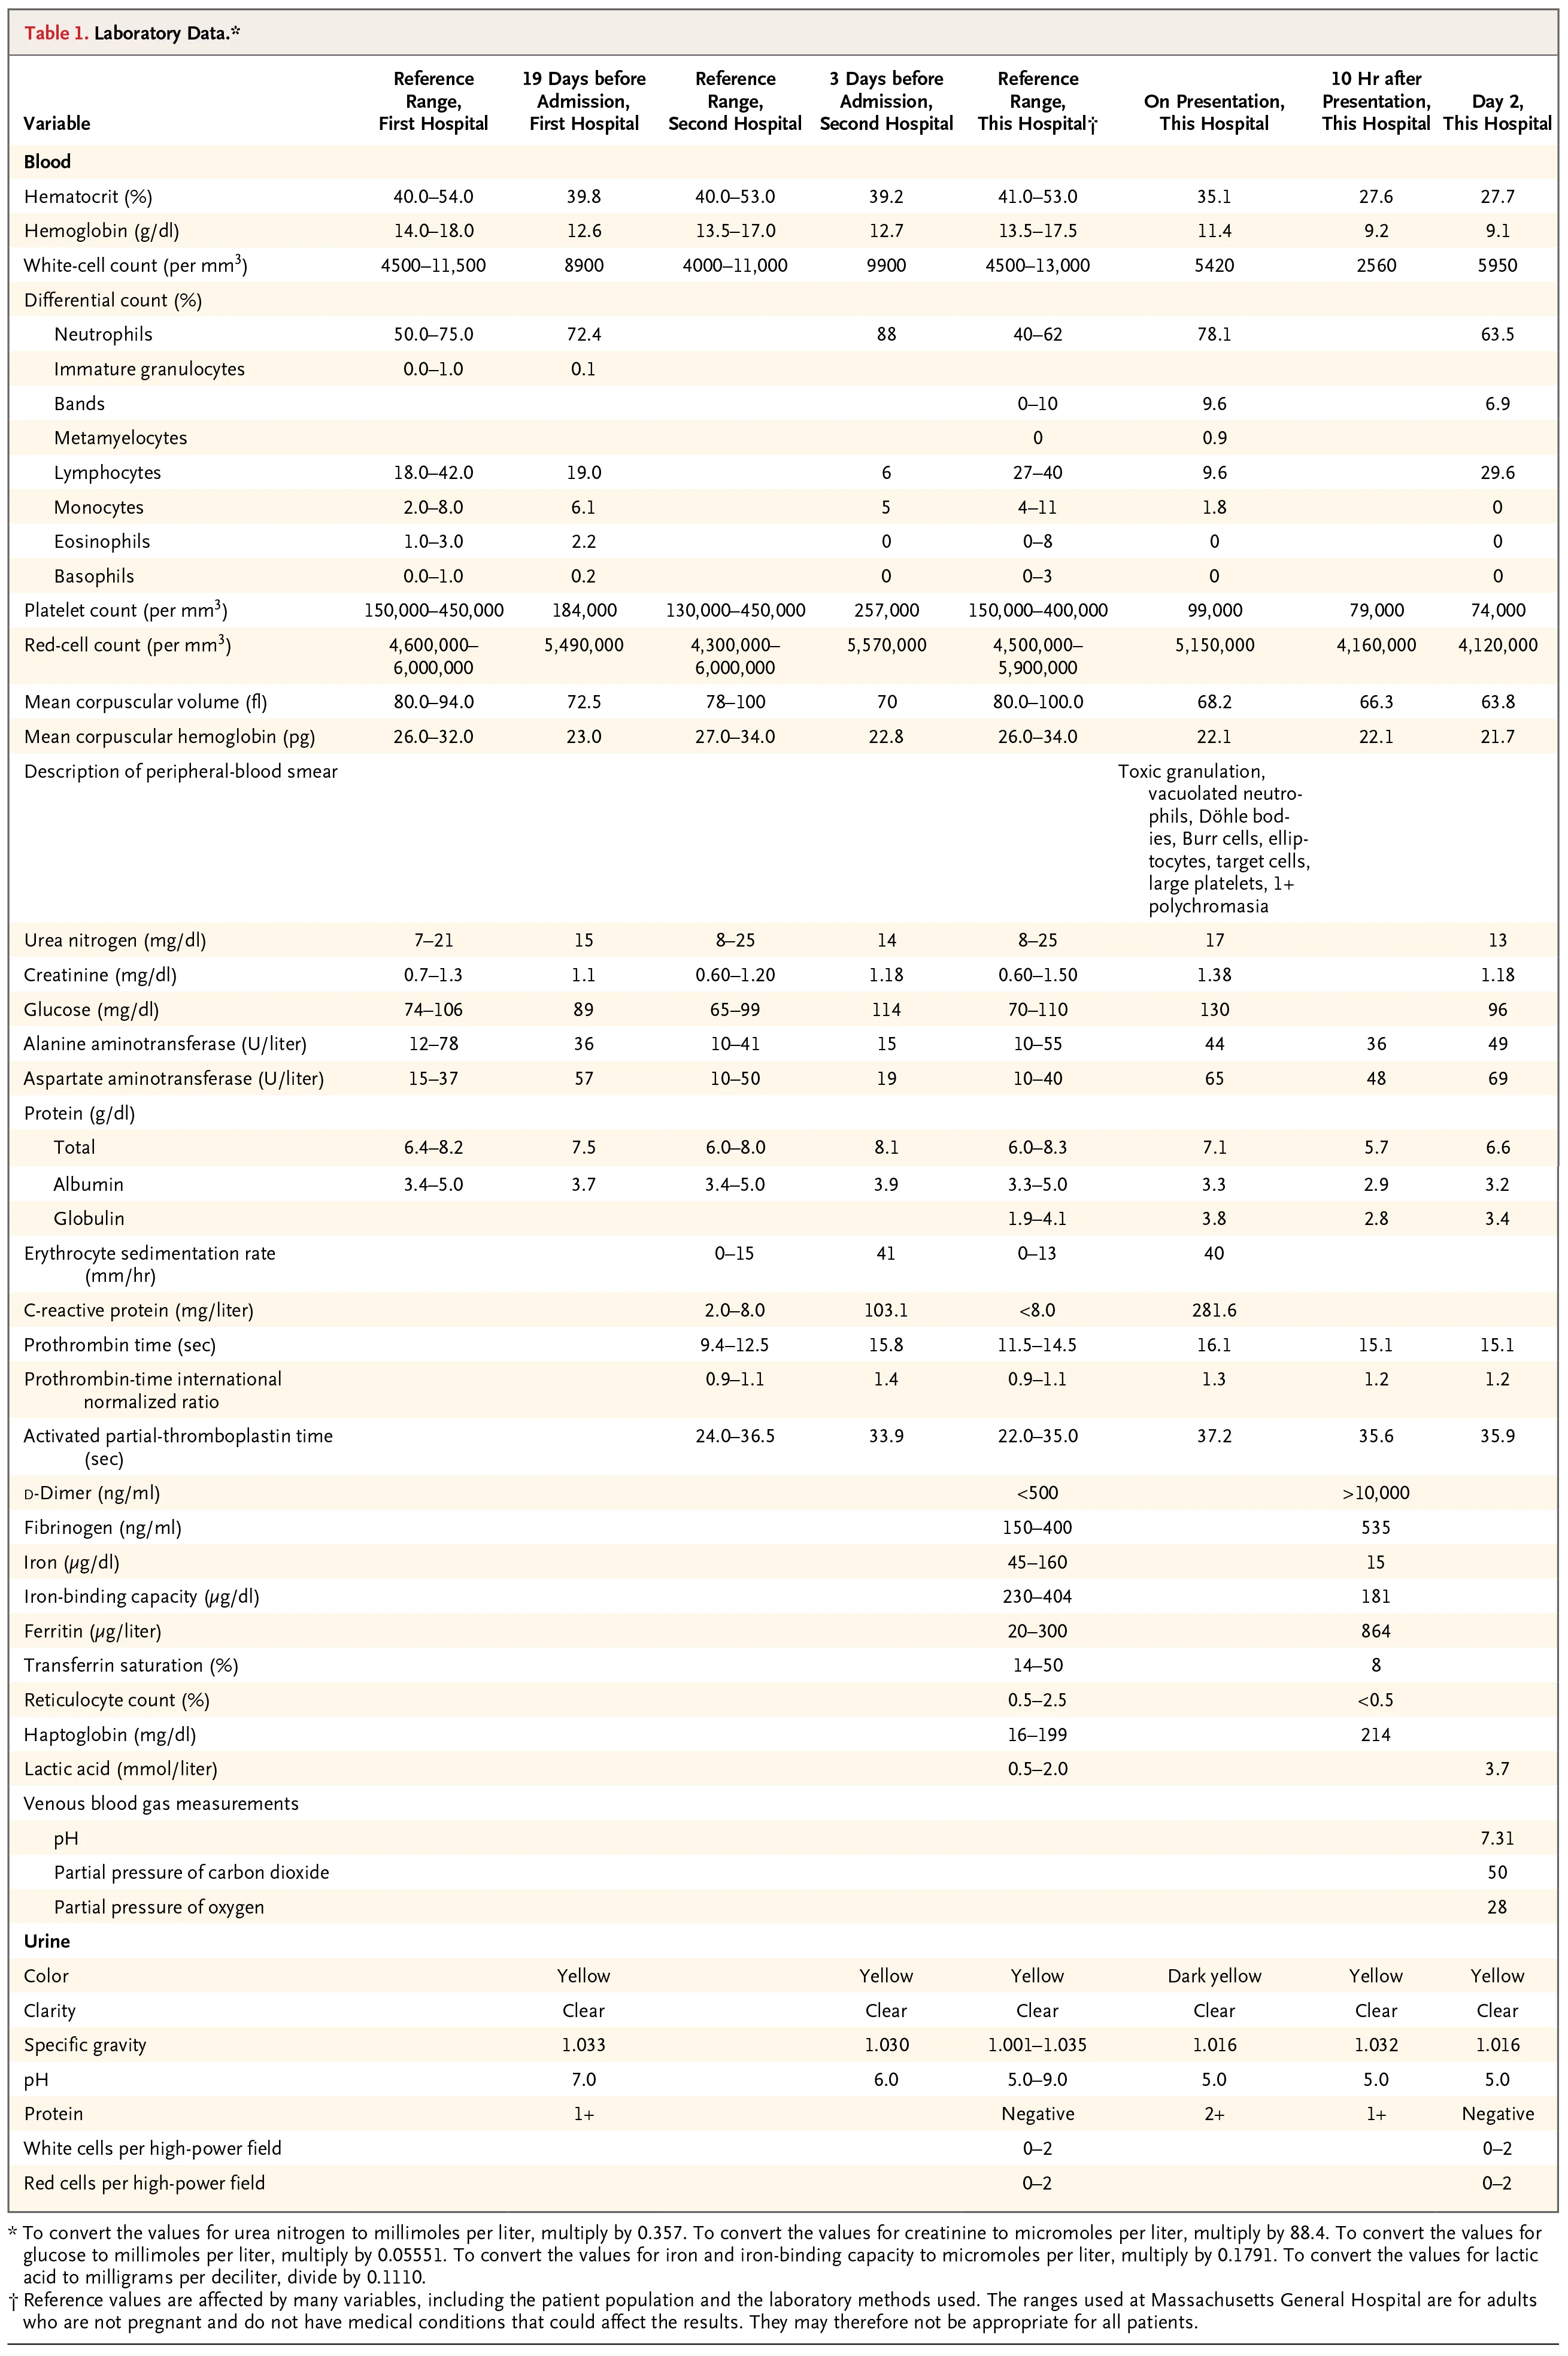 Table 1. Laboratory Data.*
Variable Reference Range, First Hospital 19 Days before Admission, First Hospital Reference Range, Second Hospital 3 Days before Admission, Second Hospital Reference Range, This Hospital† On Presentation, This Hospital 10 Hr after Presentation, This Hospital Day 2, This Hospital
Blood
Hematocrit (%) 40.0–54.0 39.8 40.0–53.0 39.2 41.0–53.0 35.1 27.6 27.7
Hemoglobin (g/dl) 14.0–18.0 12.6 13.5–17.0 12.7 13.5–17.5 11.4 9.2 9.1
White-cell count (per mm³) 4500–11,500 8900 4000–11,000 9900 4500–13,000 5420 2560 5950
Differential count (%)
Neutrophils 50.0–75.0 72.4 88 40–62 78.1 63.5
Immature granulocytes 0.0–1.0 0.1
Bands 0–10 9.6 6.9
Metamyelocytes 0 0.9
Lymphocytes 18.0–42.0 19.0 6 27–40 9.6 29.6
Monocytes 2.0–8.0 6.1 5 4–11 1.8 0
Eosinophils 1.0–3.0 2.2 0 0–8 0 0
Basophils 0.0–1.0 0.2 0 0–3 0 0
Platelet count (per mm³) 150,000–450,000 184,000 130,000–450,000 257,000 150,000–400,000 99,000 79,000 74,000
Red-cell count (per mm³) 4,600,000– 5,490,000 4,300,000– 5,570,000 4,500,000– 5,150,000 4,160,000 4,120,000
6,000,000 6,000,000 5,900,000
Mean corpuscular volume (fl) 80.0–94.0 72.5 78–100 70 80.0–100.0 68.2 66.3 63.8
Mean corpuscular hemoglobin (pg) 26.0–32.0 23.0 27.0–34.0 22.8 26.0–34.0 22.1 22.1 21.7
Description of peripheral-blood smear Toxic granulation,
vacuolated neutro-
phils, Döhle bod-
ies, Burr cells, ellip-
tocytes, target cells,
large platelets, 1+
polychromasia
Urea nitrogen (mg/dl) 7–21 15 8–25 14 8–25 17 13
Creatinine (mg/dl) 0.7–1.3 1.1 0.60–1.20 1.18 0.60–1.50 1.38 1.18
Glucose (mg/dl) 74–106 89 65–99 114 70–110 130 96
Alanine aminotransferase (U/liter) 12–78 36 10–41 15 10–55 44 36 49
Aspartate aminotransferase (U/liter) 15–37 57 10–50 19 10–40 65 48 69
Protein (g/dl)
Total 6.4–8.2 7.5 6.0–8.0 8.1 6.0–8.3 7.1 5.7 6.6
Albumin 3.4–5.0 3.7 3.4–5.0 3.9 3.3–5.0 3.3 2.9 3.2
Globulin 1.9–4.1 3.8 2.8 3.4
Erythrocyte sedimentation rate 0–15 41 0–13 40
(mm/hr)
C-reactive protein (mg/liter) 2.0–8.0 103.1 <8.0 281.6
Prothrombin time (sec) 9.4–12.5 15.8 11.5–14.5 16.1 15.1 15.1
Prothrombin-time international 0.9–1.1 1.4 0.9–1.1 1.3 1.2 1.2
normalized ratio
Activated partial-thromboplastin time 24.0–36.5 33.9 22.0–35.0 37.2 35.6 35.9
(sec)
D-Dimer (ng/ml) <500 >10,000
Fibrinogen (ng/ml) 150–400 535
Iron (µg/dl) 45–160 15
Iron-binding capacity (µg/dl) 230–404 181
Ferritin (µg/liter) 20–300 864
Transferrin saturation (%) 14–50 8
Reticulocyte count (%) 0.5–2.5 <0.5
Haptoglobin (mg/dl) 16–199 214
Lactic acid (mmol/liter) 0.5–2.0 3.7
Venous blood gas measurements
pH 7.31
Partial pressure of carbon dioxide 50
Partial pressure of oxygen 28
Urine
Color Yellow Yellow Yellow Dark yellow Yellow Yellow
Clarity Clear Clear Clear Clear Clear Clear
Specific gravity 1.033 1.030 1.001–1.035 1.016 1.032 1.016
pH 7.0 6.0 5.0–9.0 5.0 5.0 5.0
Protein 1+ Negative 2+ 1+ Negative
White cells per high-power field 0–2 0–2
Red cells per high-power field 0–2 0–2
* To convert the values for urea nitrogen to millimoles per liter, multiply by 0.357. To convert the values for creatinine to micromoles per liter, multiply by 88.4. To convert the values for
glucose to millimoles per liter, multiply by 0.05551. To convert the values for iron and iron-binding capacity to micromoles per liter, multiply by 0.1791. To convert the values for lactic
acid to milligrams per deciliter, divide by 0.1110.
† Reference values are affected by many variables, including the patient population and the laboratory methods used. The ranges used at Massachusetts General Hospital are for adults
who are not pregnant and do not have medical conditions that could affect the results. They may therefore not be appropriate for all patients.